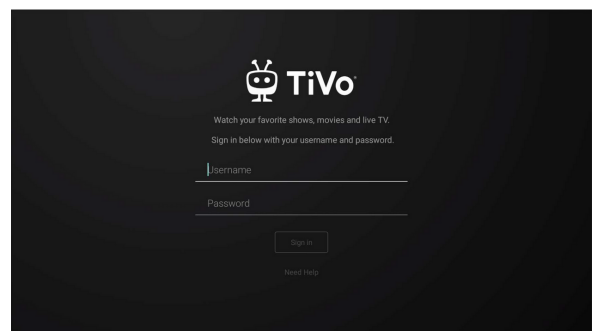 TiVo®
Watch your favorite shows, movies and live TV.
Sign in below with your username and password.
Username
Password
Sign in
Need Help